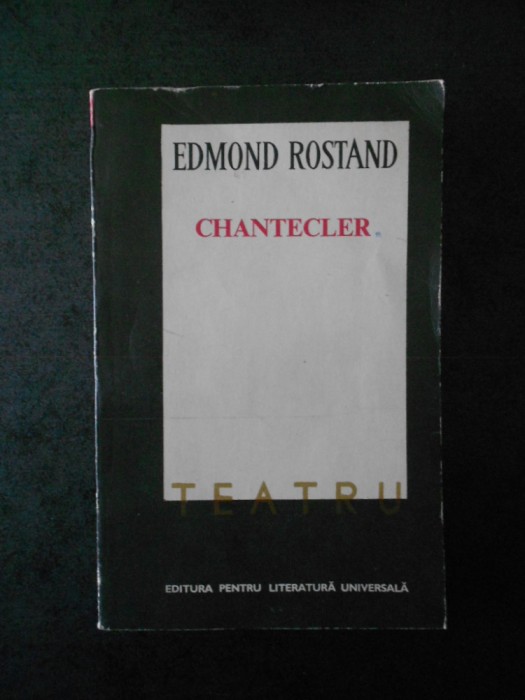 EDMOND ROSTAND
CHANTECLER
TEATRU
EDITURA PENTRU LITERATURĂ UNIVERSALĂ